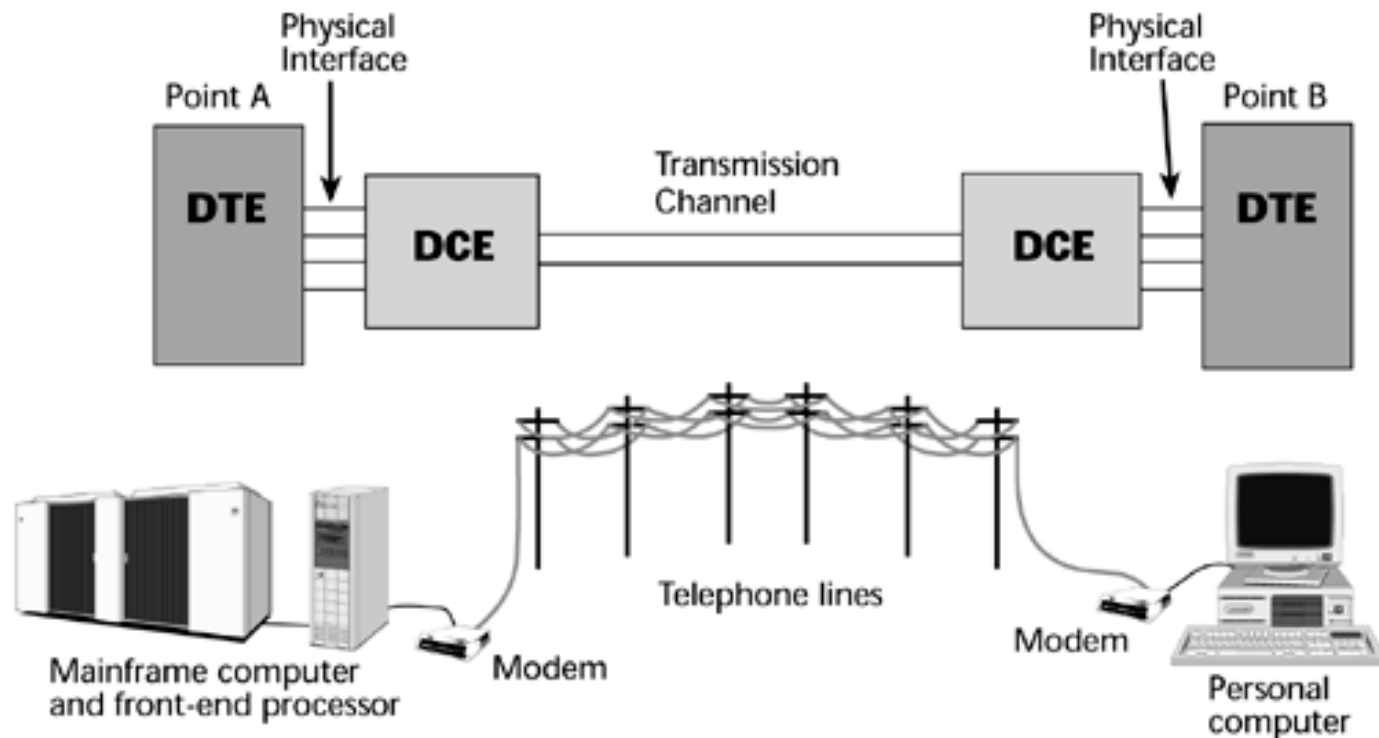 Physical
Interface
Physical
Interface
Point A
Point B
Transmission
Channel
DTE
DCE
DCE
DTE
Telephone lines
Modem
Modem
Mainframe computer
and front-end processor
Personal
computer